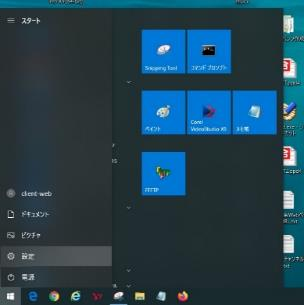 スタート
Snipping Tool
コマンド プロンプト
ペイント
Corel VideoStudio X9
メモ帳
FFFTP
client-web
ドキュメント
ピクチャ
設定
電源